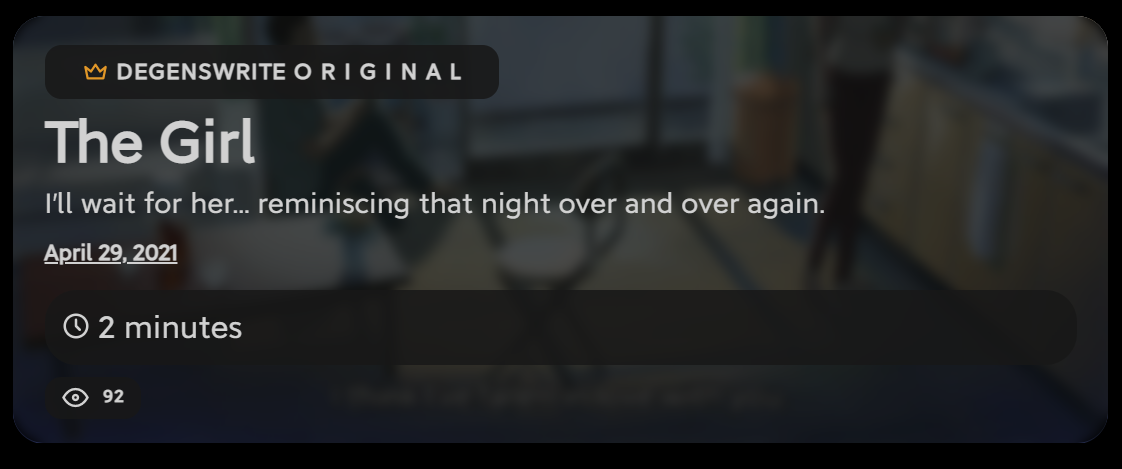 DEGENSWRITE O R I G I N A L
The Girl
I'll wait for her... reminiscing that night over and over again.
April 29, 2021
2 minutes
92